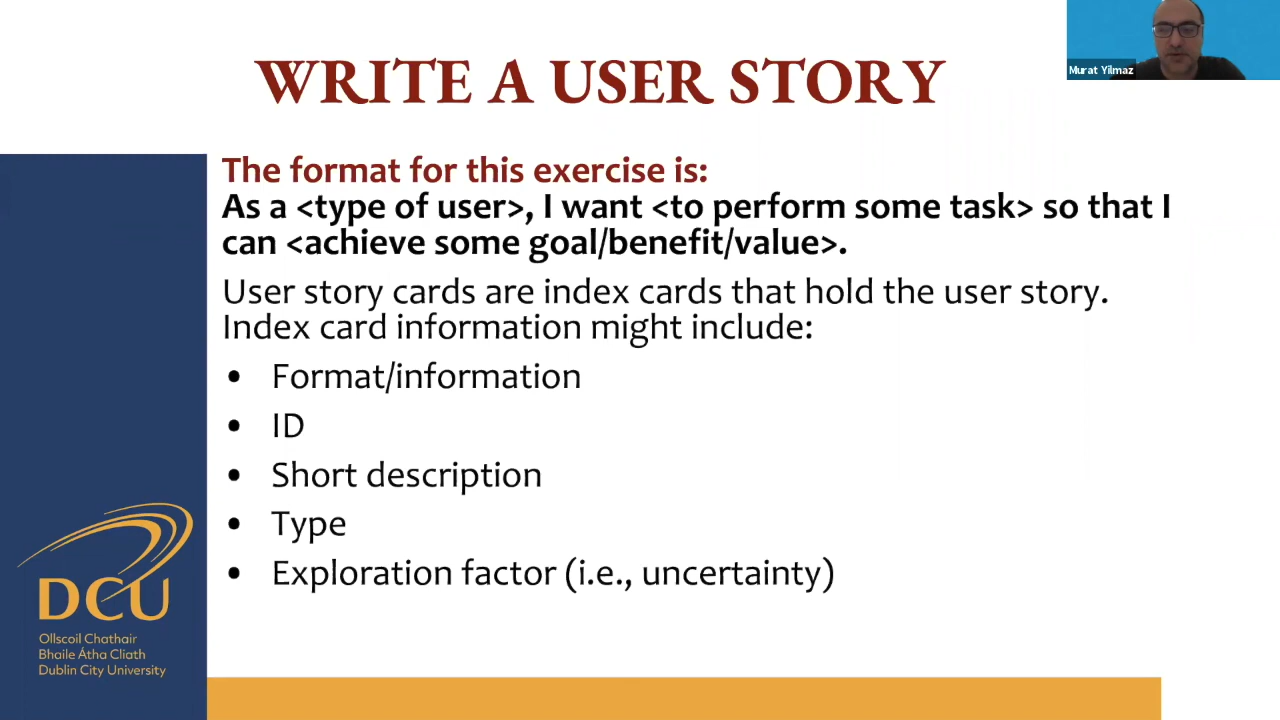 WRITE A USER STORY
Murat Yilmaz
The format for this exercise is:
As a <type of user>, I want <to perform some task> so that I
can <achieve some goal/benefit/value>.
User story cards are index cards that hold the user story.
Index card information might include:
• Format/information
• ID
• Short description
• Type
• Exploration factor (i.e., uncertainty)
DCU
Ollscoil Chathair
Bhaile Átha Cliath
Dublin City University